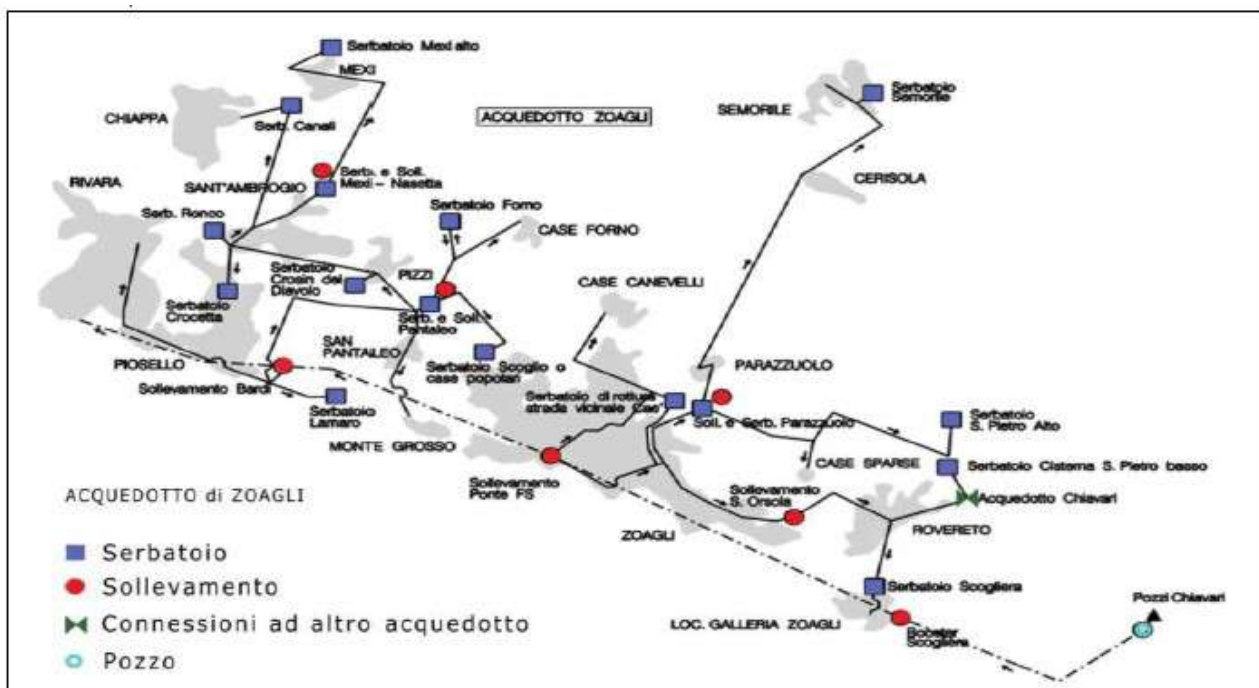 Serbatoio Mexi alto
MEXI
CHIAPPA
Serb. Canali
ACQUEDOTTO ZOAGLI
SEMORILE
Serbatoio
Semorile
RIVARA
SANT'AMBROGIO
Serb. e Soll.
Mexi - Nasetta
CERISOLA
Serb. Ronco
Serbatoio Forno
CASE FORNO
Serbatoio
Crosin del
Diavolo
PIZZI
CASE CANEVELLI
Serbatoio
Crocetta
Serb. e Soll.
Pantaleo
SAN
PANTALEO
PIOSELLO
Sollevamento Bardi
Serbatoio Scoglio o
case popolari
PARAZZUOLO
Serbatoio
Lamaro
Serbatoio di rottura
strada vicinale
Soll. e Serb. Parazzuolo
Serbatoio
S. Pietro Alto
MONTE GROSSO
CASE SPARSE
Serbatoio Cisterna S. Pietro basso
Sollevamento
Ponte FS
Sollevamento
S. Orsola
Acquedotto Chiavari
ZOAGLI
ROVERETO
ACQUEDOTTO di ZOAGLI
Serbatoio
Sollevamento
Connessioni ad altro acquedotto
Pozzo
Serbatoio Scogliera
LOC. GALLERIA ZOAGLI
Scogliera
Pozzi Chiavari